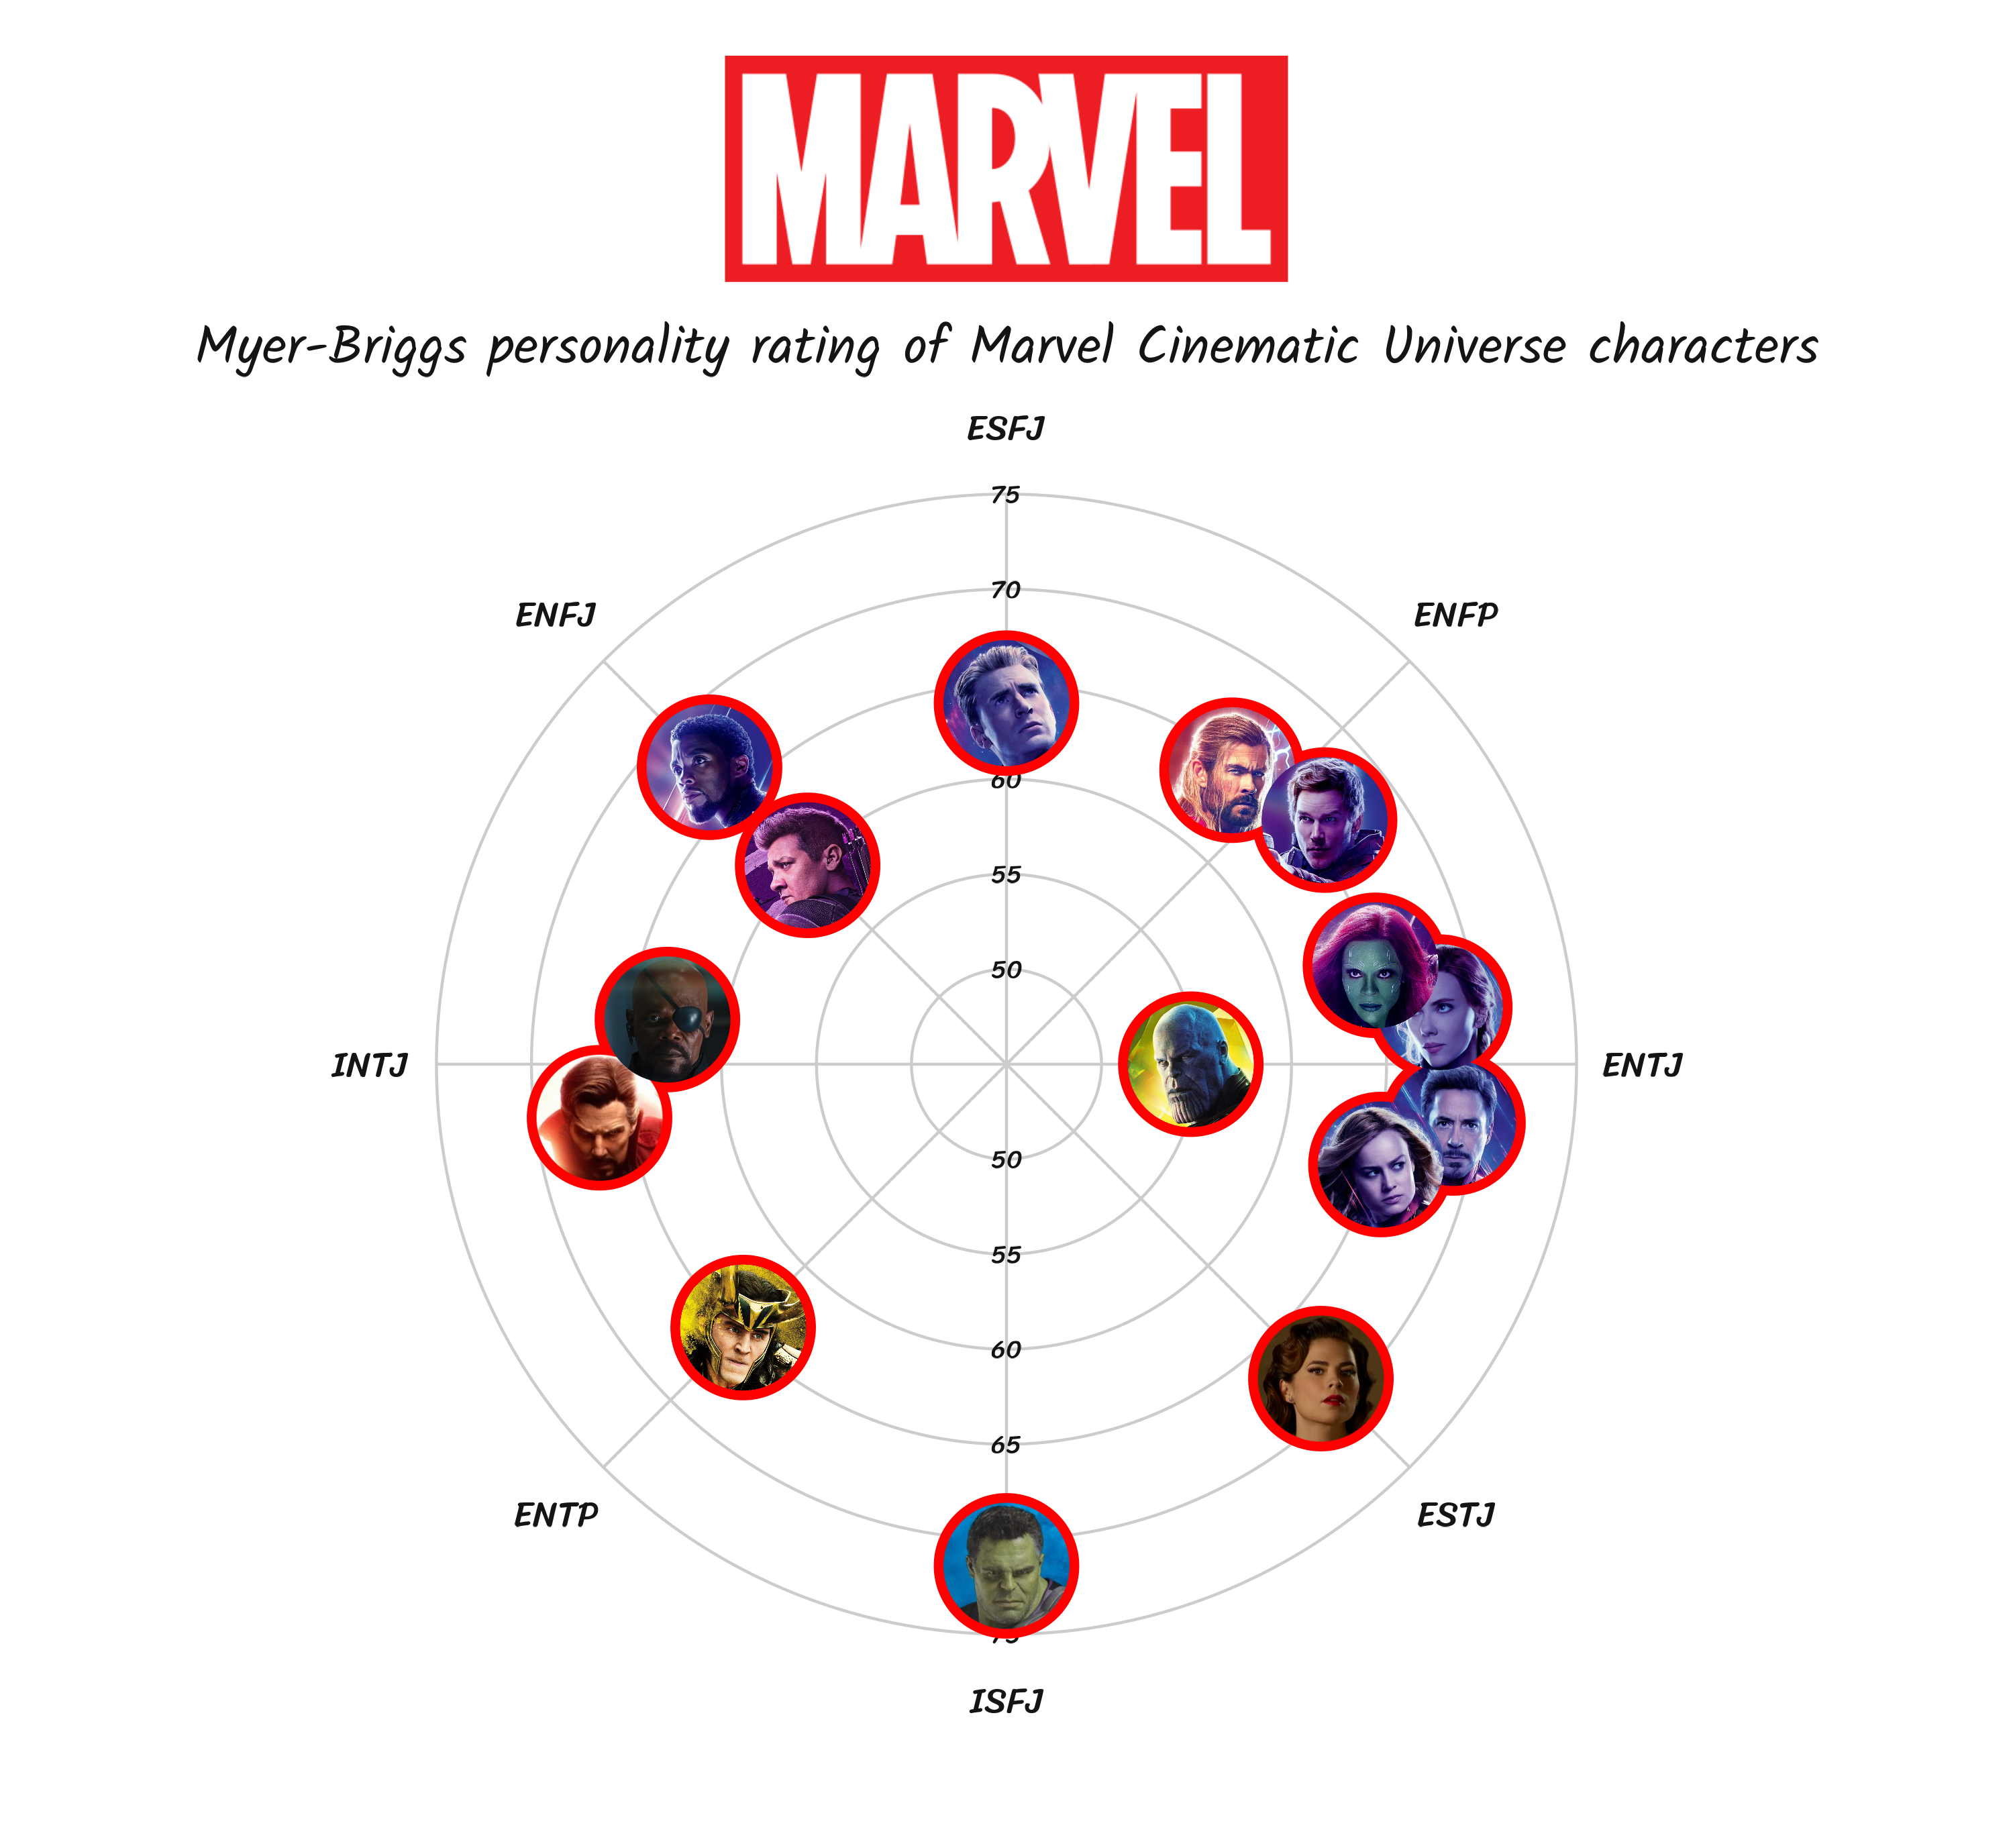 MARVEL
Myer-Briggs personality rating of Marvel Cinematic Universe characters
ESFJ
75
70
ENFJ
ENFP
60
55
50
INTJ
ENTJ
50
55
60
65
ENTP
ESTJ
75
ISFJ